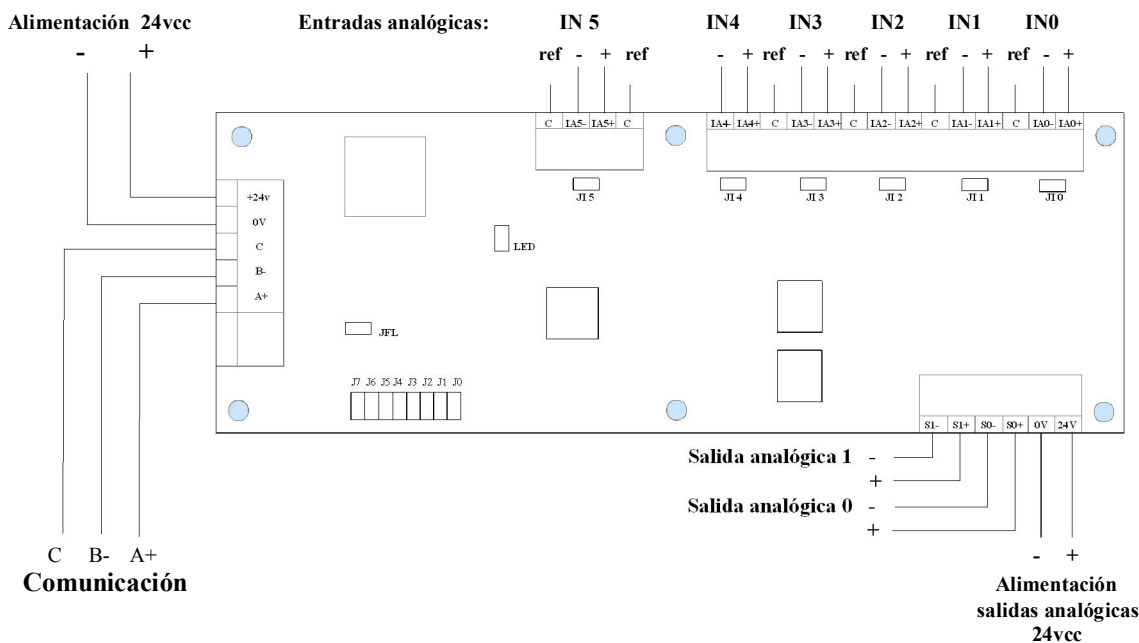 Alimentación 24vcc
- +
Entradas analógicas: IN 5 IN4 IN3 IN2 IN1 IN0
ref - + ref - + ref - + ref - + ref - + ref - +
C IA5- IA5+ C IA4- IA4+ C IA3- IA3+ C IA2- IA2+ C IA1- IA1+ C IA0- IA0+
JI 5 JI 4 JI 3 JI 2 JI 1 JI 0
+24v
0V
C
B-
A+
LED
JFL
J7 J6 J5 J4 J3 J2 J1 J0
S1- S1+ S0- S0+ 0V 24V
Salida analógica 1 -
+
Salida analógica 0 -
+
C B- A+
Comunicación
- +
Alimentación
salidas analógicas
24vcc